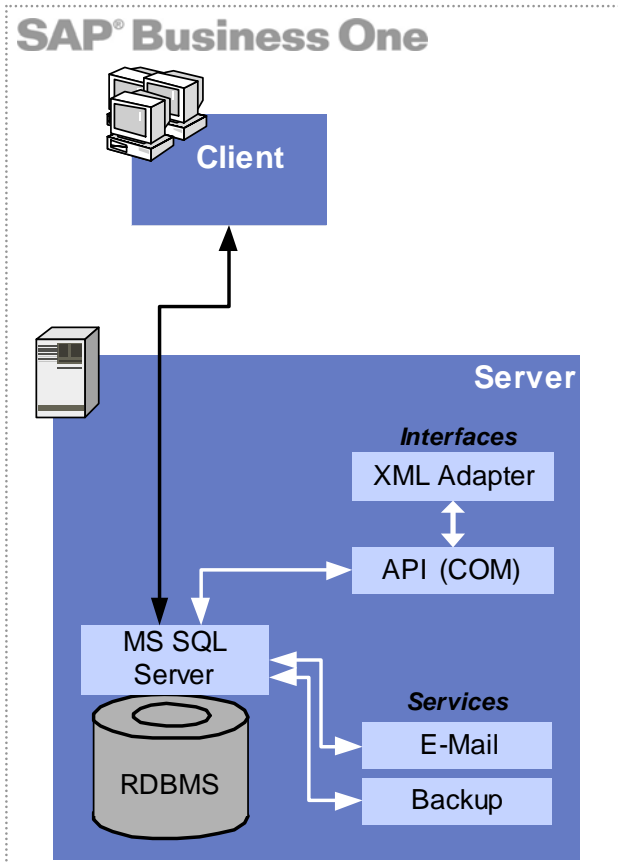 SAP® Business One
Client
Server
Interfaces
XML Adapter
API (COM)
MS SQL
Server
Services
E-Mail
RDBMS
Backup